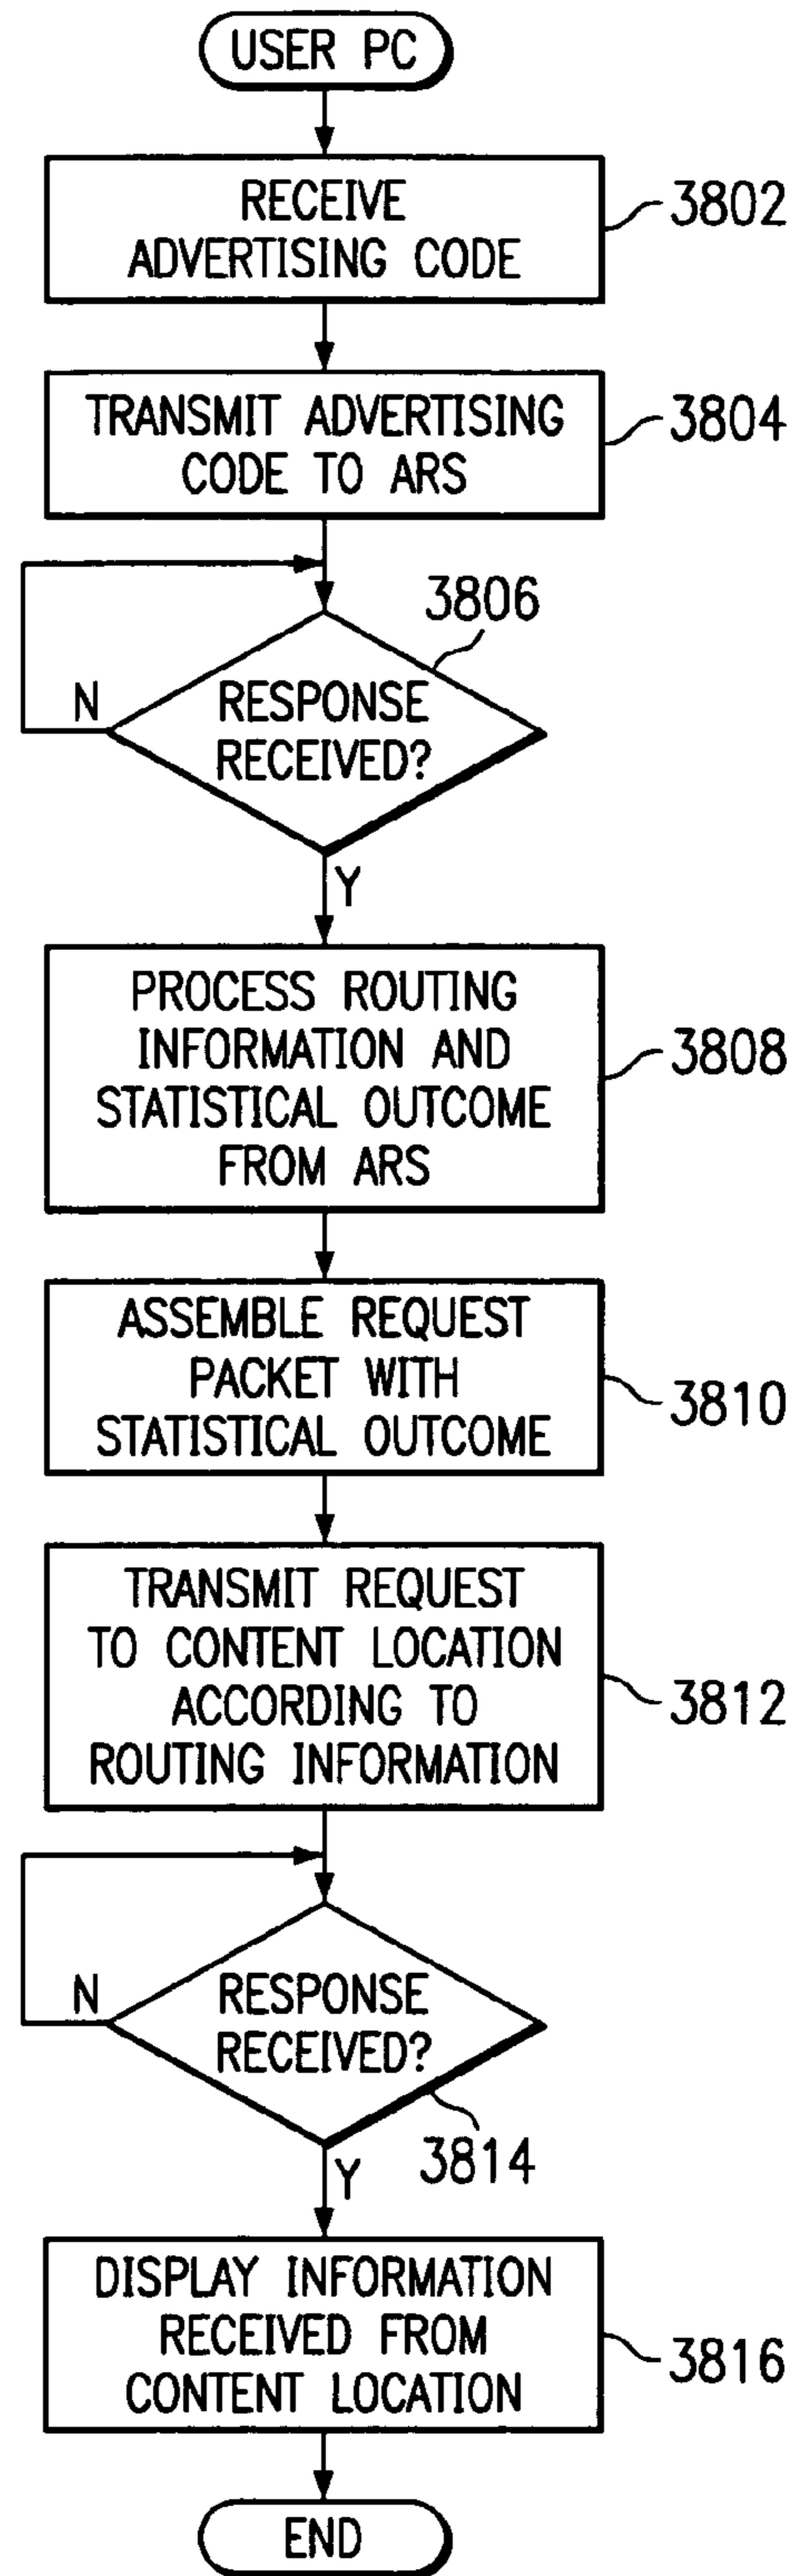 USER PC
RECEIVE
ADVERTISING CODE
3802
TRANSMIT ADVERTISING
CODE TO ARS
3804
3806
RESPONSE
RECEIVED?
N
Y
PROCESS ROUTING
INFORMATION AND
STATISTICAL OUTCOME
FROM ARS
3808
ASSEMBLE REQUEST
PACKET WITH
STATISTICAL OUTCOME
3810
TRANSMIT REQUEST
TO CONTENT LOCATION
ACCORDING TO
ROUTING INFORMATION
3812
N
RESPONSE
RECEIVED?
3814
Y
DISPLAY INFORMATION
RECEIVED FROM
CONTENT LOCATION
3816
END